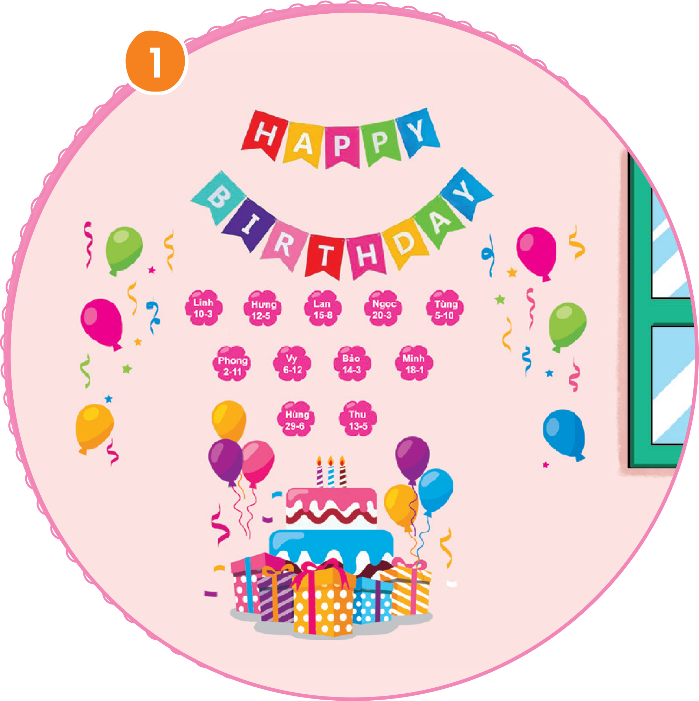 1
HAPPY
BIRTHDAY
Linh Hưng Lan Ngọc Tùng
10-3 12-5 15-8 20-3 5-10
Phong Vy Bảo Minh
2-11 6-12 14-3 18-1
Hùng Thu
29-6 13-5